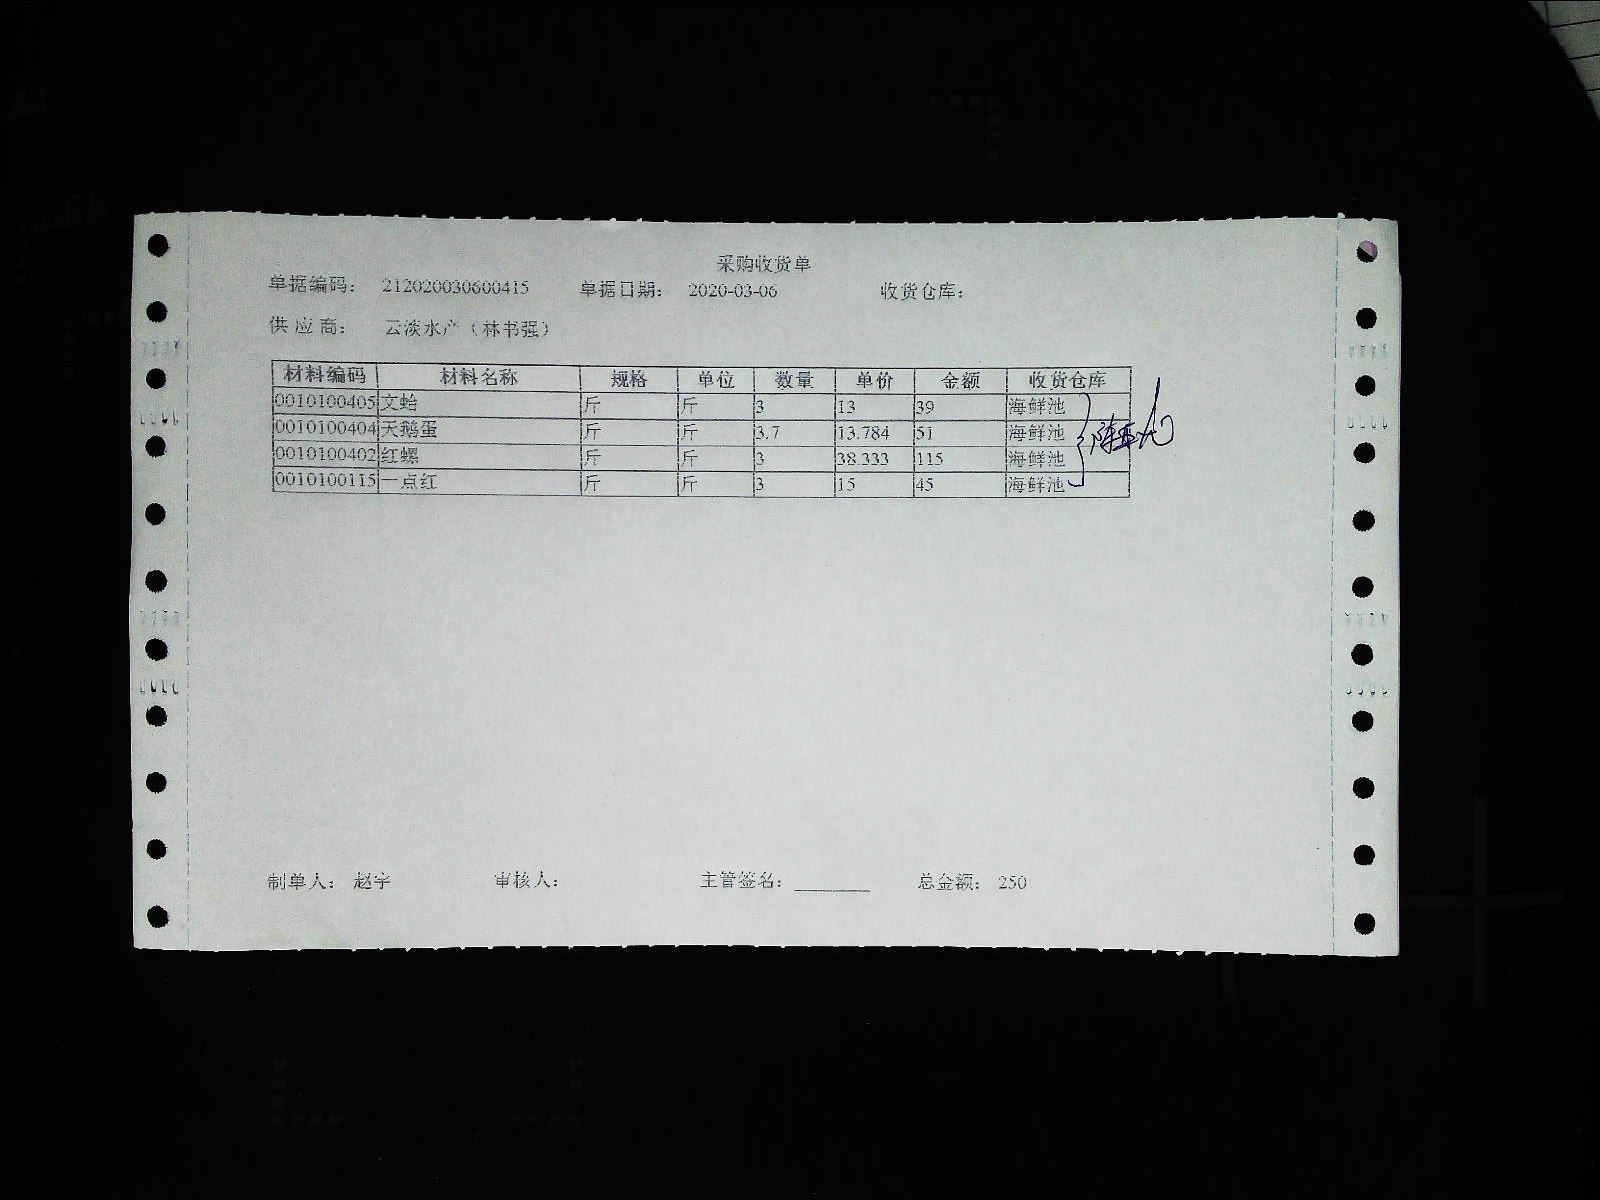 采购收货单
单据编码： 212020030600415 单据日期： 2020-03-06 收货仓库：
供应商： 云淡水产（林书强）
材料编码 材料名称 规格 单位 数量 单价 金额 收货仓库
0010100405 文蛤 斤 斤 3 13 39 海鲜池
0010100404 天鹅蛋 斤 斤 3.7 13.784 51 海鲜池
0010100402 红螺 斤 斤 3 38.333 115 海鲜池
0010100115 一点红 斤 斤 3 15 45 海鲜池
制单人： 赵宇 审核人： 主管签名： 总金额： 250